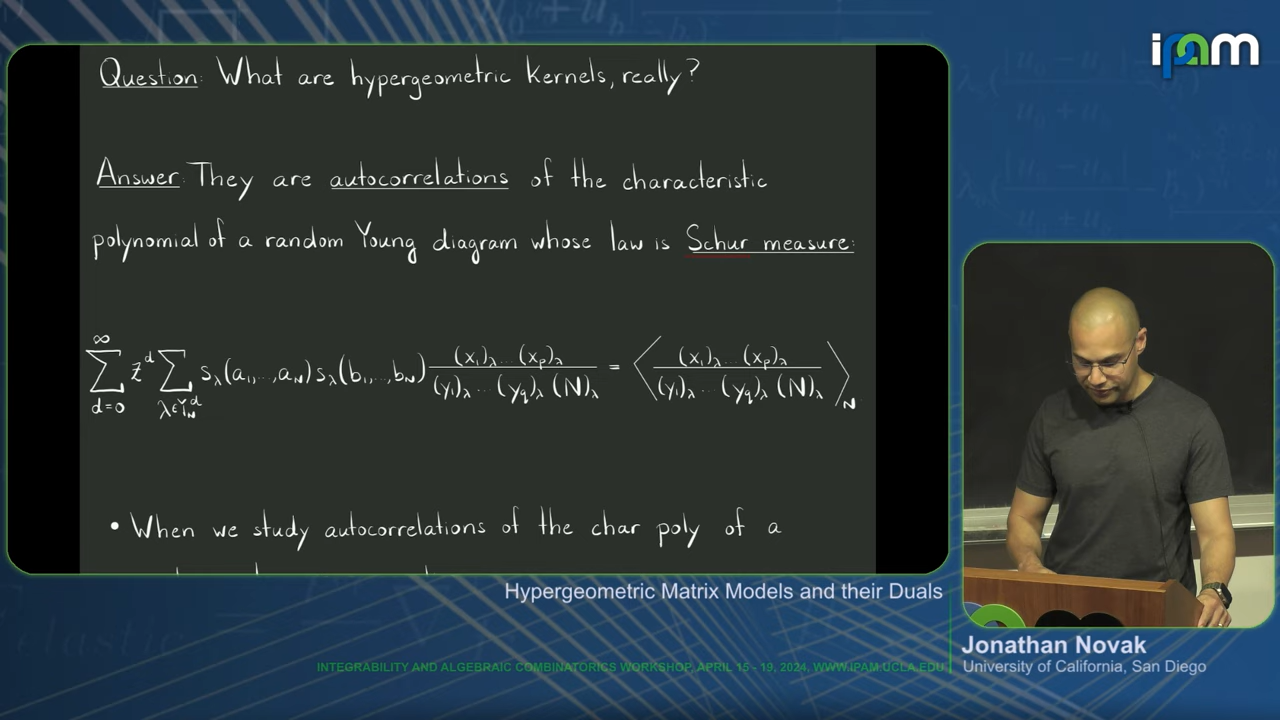 Question: What are hypergeometric kernels, really?
Answer: They are autocorrelations of the characteristic
polynomial of a random Young diagram whose law is Schur measure:
∞
∑ z^d ∑ s_λ(a_1,...,a_N) s_λ(b_1,...,b_N) (x_1)_λ...(x_p)_λ / (y_1)_λ...(y_q)_λ (N)_λ = ⟨ (x_1)_λ...(x_p)_λ / (y_1)_λ...(y_q)_λ (N)_λ ⟩_N
d=0 λ∈Y_N^d
• When we study autocorrelations of the char poly of a
ipam
Hypergeometric Matrix Models and their Duals
Jonathan Novak
University of California, San Diego
INTEGRABILITY AND ALGEBRAIC COMBINATORICS WORKSHOP, APRIL 15 - 19, 2024, WWW.IPAM.UCLA.EDU